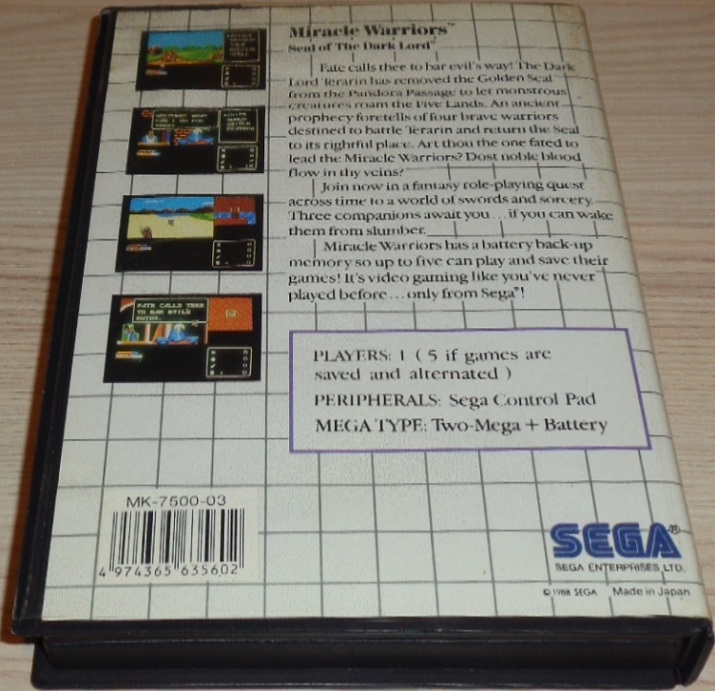 Miracle Warriors™
Seal of The Dark Lord™
Fate calls thee to bar evil's way! The Dark
Lord Terarin has removed the Golden Seal
from the Pandora Passage to let monstrous
creatures roam the Five Lands. An ancient
prophecy foretells of four brave warriors
destined to battle Terarin and return the Seal
to its rightful place. Art thou the one fated to
lead the Miracle Warriors? Dost noble blood
flow in thy veins?
Join now in a fantasy role-playing quest
across time to a world of swords and sorcery.
Three companions await you...if you can wake
them from slumber.
Miracle Warriors has a battery back-up
memory so up to five can play and save their
games! It's video gaming like you've never
played before...only from Sega®!
FATE CALLS THEE
TO BAR EVIL'S
PLAYERS: 1 ( 5 if games are
saved and alternated )
PERIPHERALS: Sega Control Pad
MEGA TYPE: Two-Mega + Battery
MK-7500-03
4 974365 635602
SEGA®
SEGA ENTERPRISES, LTD.
© 1988 SEGA Made in Japan